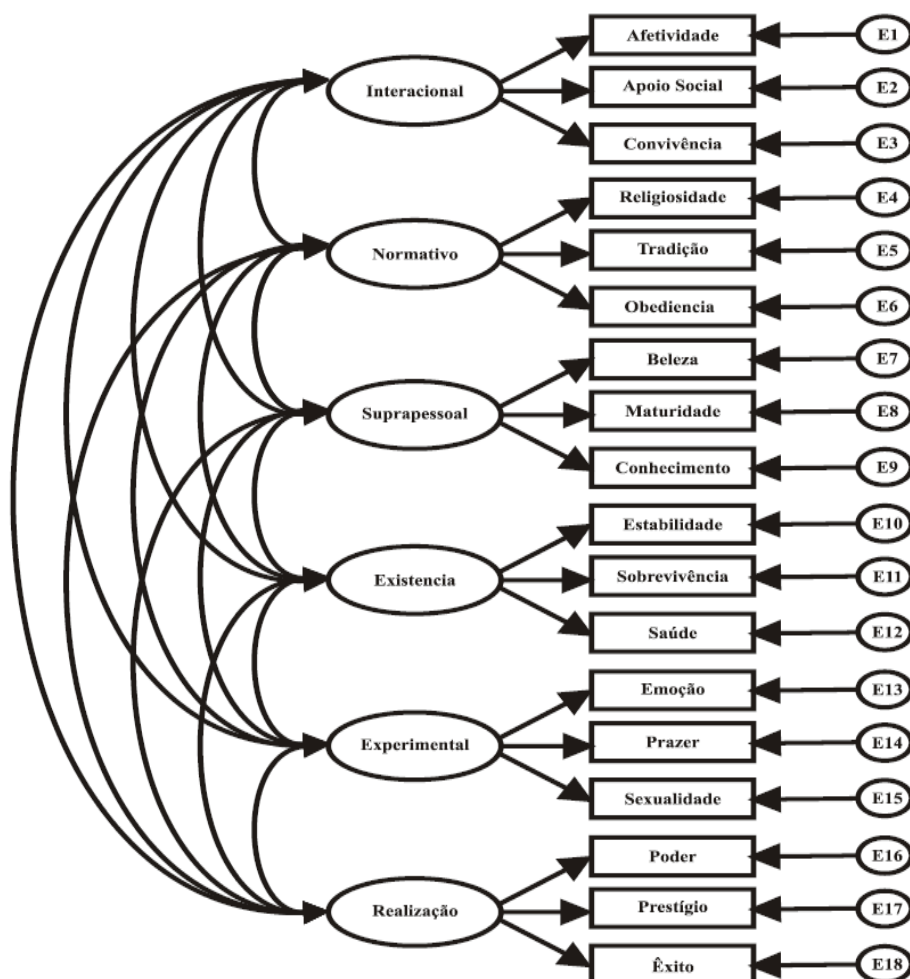 Afetividade
E1
Interacional
Apoio Social
E2
Convivência
E3
Religiosidade
E4
Normativo
Tradição
E5
Obediencia
E6
Beleza
E7
Suprapessoal
Maturidade
E8
Conhecimento
E9
Estabilidade
E10
Existencia
Sobrevivência
E11
Saúde
E12
Emoção
E13
Experimental
Prazer
E14
Sexualidade
E15
Poder
E16
Realização
Prestígio
E17
Êxito
E18